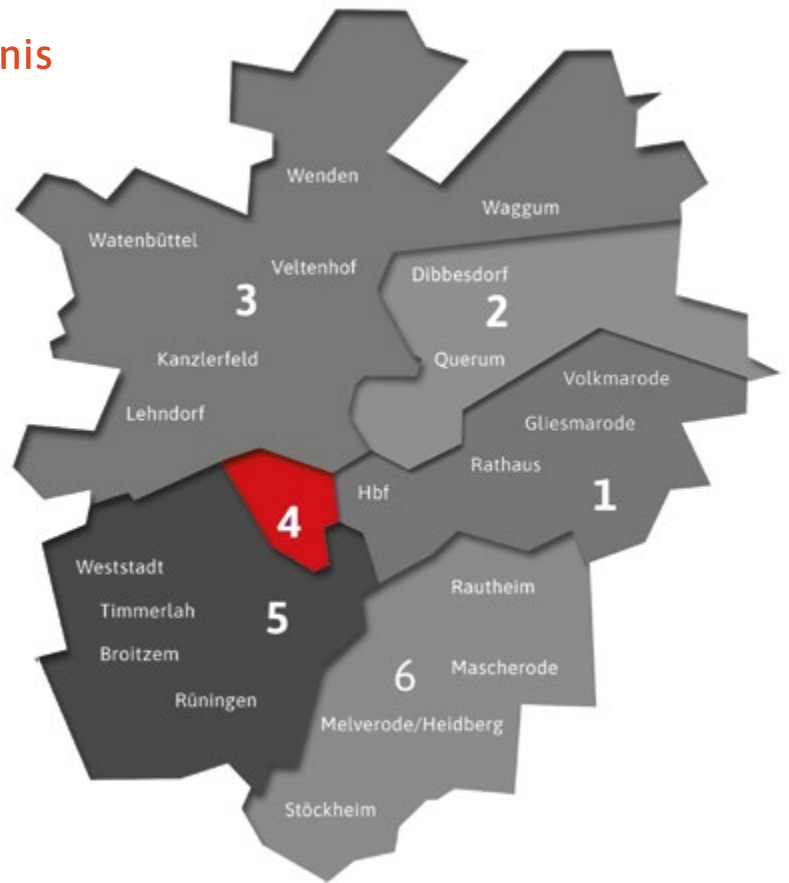 nis
Wenden
Waggum
Watenbüttel
Veltenhof
Dibbesdorf
3
2
Kanzlerfeld
Querum
Volkmarode
Lehndorf
Gliesmarode
Rathaus
Hbf
1
4
Weststadt
Rautheim
Timmerlah
5
Broitzem
Mascherode
6
Rüningen
Melverode/Heidberg
Stöckheim